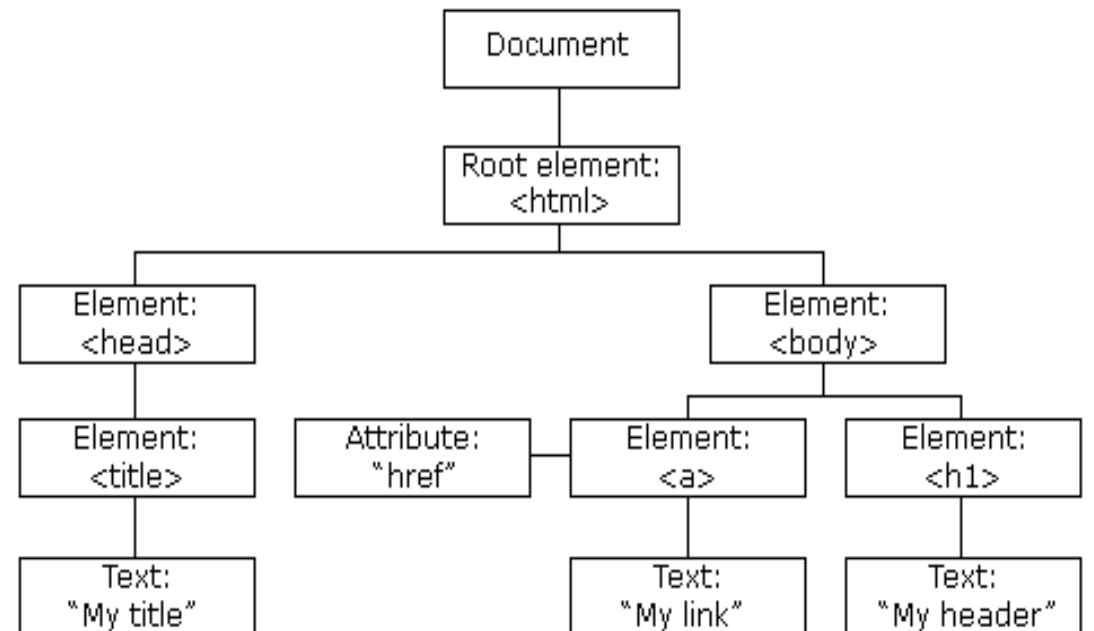 Document
Root element:
<html>
Element:
<head>
Element:
<body>
Element:
<title>
Attribute:
“href”
Element:
<a>
Element:
<h1>
Text:
“My title”
Text:
“My link”
Text:
“My header”